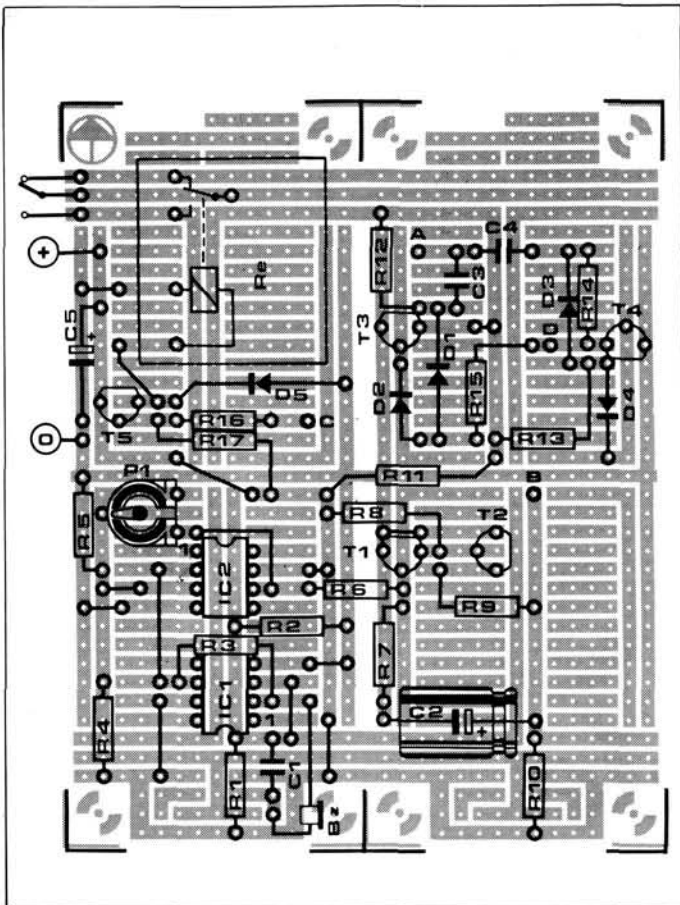 A
C4
R12
C3
D3
R14
T4
+
C5
+
Re
T3
D1
D
D2
R15
D4
D5
T5
R16
C
R17
R13
0
P1
R11
B
R5
R8
T1
T2
1
IC2
R6
R9
R2
R3
R7
IC1
R4
C2
+
1
C1
R1
Bz
R10